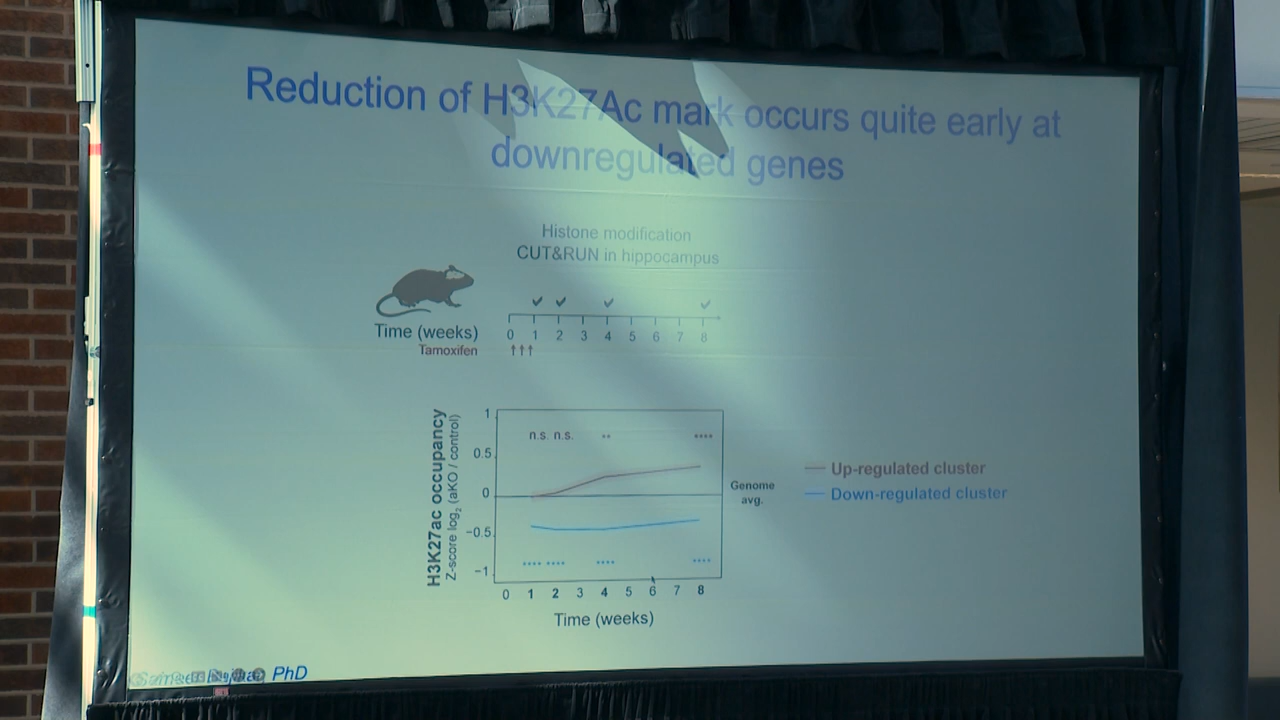 Reduction of H3K27Ac mark occurs quite early at
downregulated genes
Histone modification
CUT&RUN in hippocampus
Time (weeks)
0 1 2 3 4 5 6 7 8
Tamoxifen
↑↑↑
H3K27ac occupancy
Z-score log₂ (aKO / control)
1
0.5
0
−0.5
−1
n.s. n.s. ** ****
**** **** **** ****
0 1 2 3 4 5 6 7 8
Time (weeks)
Genome
avg.
Up-regulated cluster
Down-regulated cluster
PhD